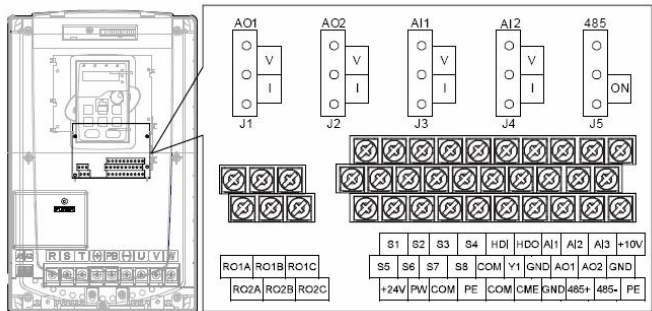 AO1 AO2 AI1 AI2 485
V V V V
I I I I ON
J1 J2 J3 J4 J5
R S T (+) PB (-) U V W
S1 S2 S3 S4 HDI HDO AI1 AI2 AI3 +10V
RO1A RO1B RO1C S5 S6 S7 S8 COM Y1 GND AO1 AO2 GND
RO2A RO2B RO2C +24V PW COM PE COM CME GND 485+ 485- PE